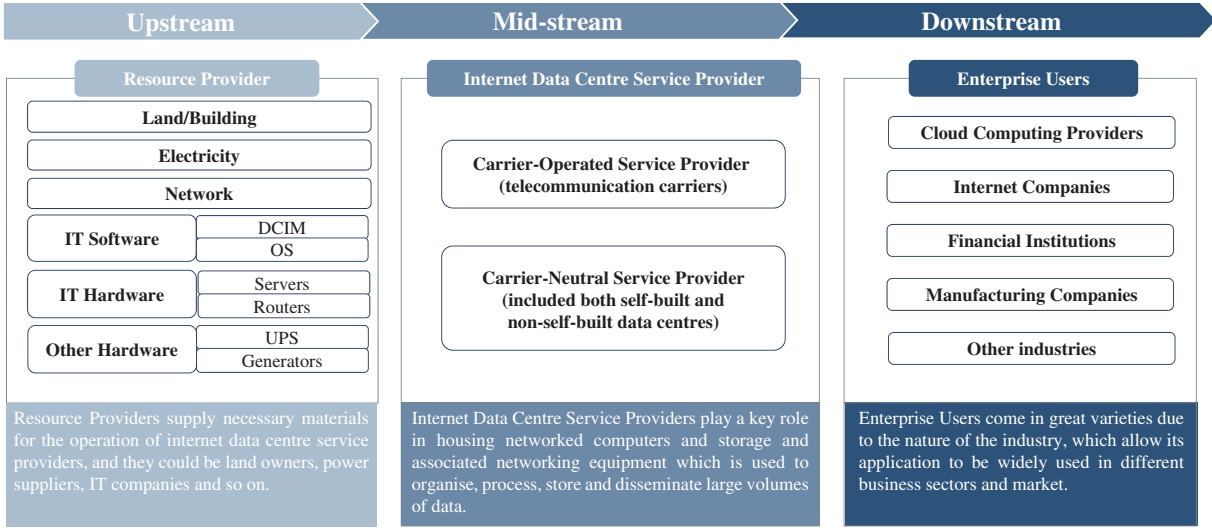 Upstream
Mid-stream
Downstream
Resource Provider
Land/Building
Electricity
Network
IT Software
DCIM
OS
IT Hardware
Servers
Routers
Other Hardware
UPS
Generators
Resource Providers supply necessary materials
for the operation of internet data centre service
providers, and they could be land owners, power
suppliers, IT companies and so on.
Internet Data Centre Service Provider
Carrier-Operated Service Provider
(telecommunication carriers)
Carrier-Neutral Service Provider
(included both self-built and
non-self-built data centres)
Internet Data Centre Service Providers play a key role
in housing networked computers and storage and
associated networking equipment which is used to
organise, process, store and disseminate large volumes
of data.
Enterprise Users
Cloud Computing Providers
Internet Companies
Financial Institutions
Manufacturing Companies
Other industries
Enterprise Users come in great varieties due
to the nature of the industry, which allow its
application to be widely used in different
business sectors and market.